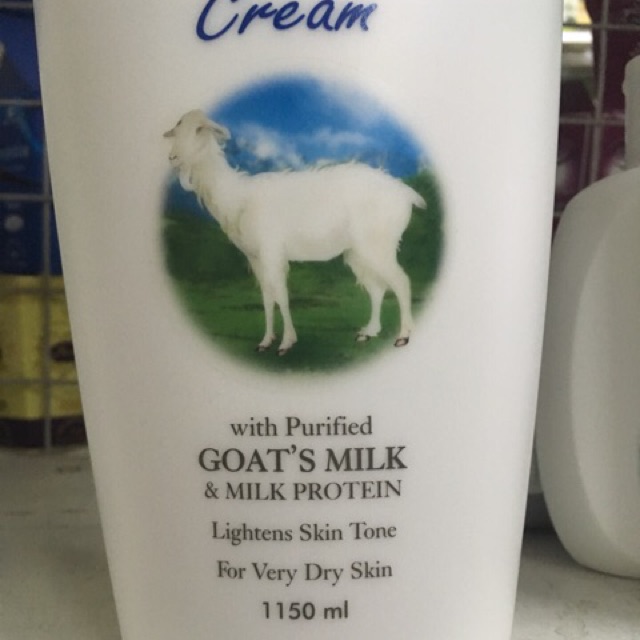 Cream
with Purified
GOAT'S MILK
& MILK PROTEIN
Lightens Skin Tone
For Very Dry Skin
1150 ml